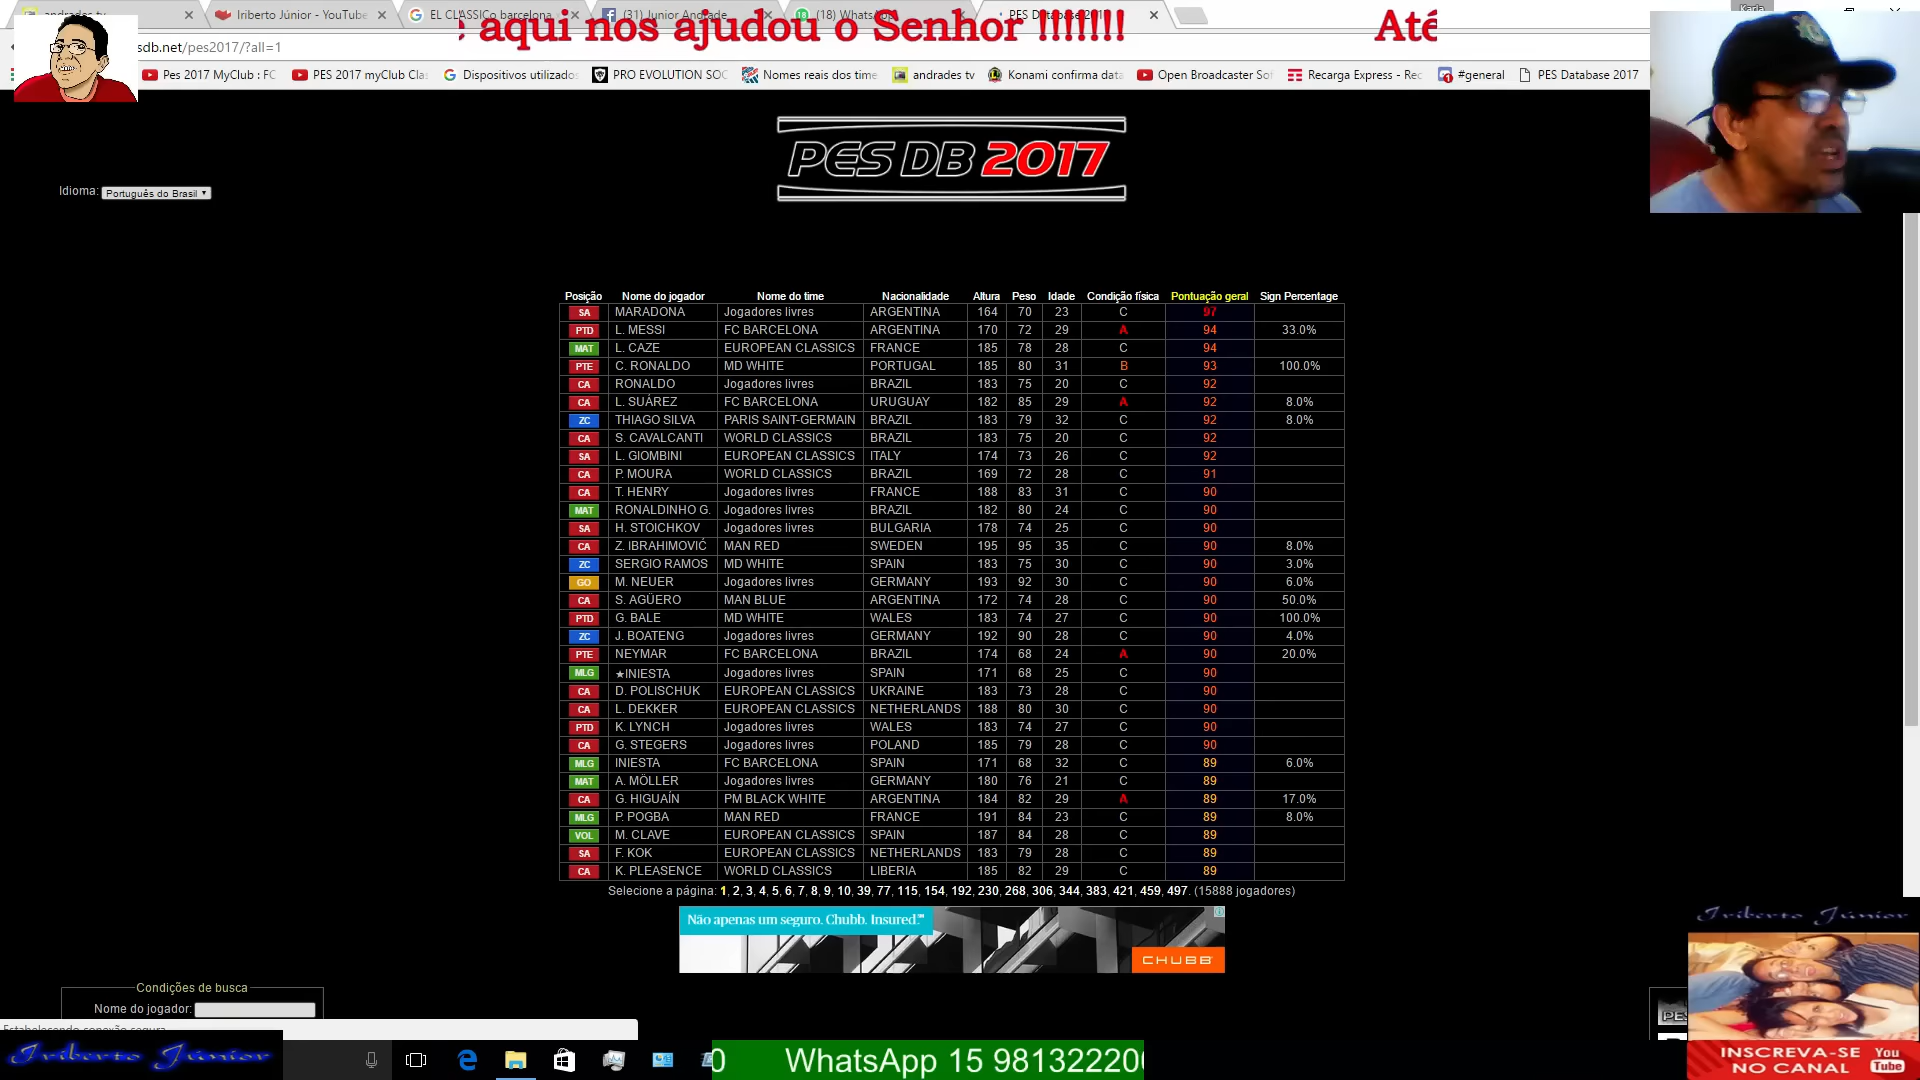 Iriberto Júnior - YouTube
EL CLASSICo barcelona
(31) Junior Andrade
(18) WhatsApp
PES Database 201
aqui nos ajudou o Senhor !!!!!!!
Até
sdb.net/pes2017/?all=1
Pes 2017 MyClub : FC
PES 2017 myClub Cla
Dispositivos utilizado
PRO EVOLUTION SOC
Nomes reais dos time
andrades tv
Konami confirma data
Open Broadcaster Sof
Recarga Express - Rec
#general
PES Database 2017
PES DB 2017
Idioma: Português do Brasil
Posição Nome do jogador Nome do time Nacionalidade Altura Peso Idade Condição física Pontuação geral Sign Percentage
SA MARADONA Jogadores livres ARGENTINA 164 70 23 C 97
PTD L. MESSI FC BARCELONA ARGENTINA 170 72 29 A 94 33.0%
MAT L. CAZE EUROPEAN CLASSICS FRANCE 185 78 28 C 94
PTE C. RONALDO MD WHITE PORTUGAL 185 80 31 B 93 100.0%
CA RONALDO Jogadores livres BRAZIL 183 75 20 C 92
CA L. SUÁREZ FC BARCELONA URUGUAY 182 85 29 A 92 8.0%
ZC THIAGO SILVA PARIS SAINT-GERMAIN BRAZIL 183 79 32 C 92 8.0%
CA S. CAVALCANTI WORLD CLASSICS BRAZIL 183 75 20 C 92
SA L. GIOMBINI EUROPEAN CLASSICS ITALY 174 73 26 C 92
CA P. MOURA WORLD CLASSICS BRAZIL 169 72 28 C 91
CA T. HENRY Jogadores livres FRANCE 188 83 31 C 90
MAT RONALDINHO G. Jogadores livres BRAZIL 182 80 24 C 90
SA H. STOICHKOV Jogadores livres BULGARIA 178 74 25 C 90
CA Z. IBRAHIMOVIĆ MAN RED SWEDEN 195 95 35 C 90 8.0%
ZC SERGIO RAMOS MD WHITE SPAIN 183 75 30 C 90 3.0%
GO M. NEUER Jogadores livres GERMANY 193 92 30 C 90 6.0%
CA S. AGÜERO MAN BLUE ARGENTINA 172 74 28 C 90 50.0%
PTD G. BALE MD WHITE WALES 183 74 27 C 90 100.0%
ZC J. BOATENG Jogadores livres GERMANY 192 90 28 C 90 4.0%
PTE NEYMAR FC BARCELONA BRAZIL 174 68 24 A 90 20.0%
MLG ★INIESTA Jogadores livres SPAIN 171 68 25 C 90
CA D. POLISCHUK EUROPEAN CLASSICS UKRAINE 183 73 28 C 90
CA L. DEKKER EUROPEAN CLASSICS NETHERLANDS 188 80 30 C 90
PTD K. LYNCH Jogadores livres WALES 183 74 27 C 90
CA G. STEGERS Jogadores livres POLAND 185 79 28 C 90
MLG INIESTA FC BARCELONA SPAIN 171 68 32 C 89 6.0%
MAT A. MÖLLER Jogadores livres GERMANY 180 76 21 C 89
CA G. HIGUAÍN PM BLACK WHITE ARGENTINA 184 82 29 A 89 17.0%
MLG P. POGBA MAN RED FRANCE 191 84 23 C 89 8.0%
VOL M. CLAVE EUROPEAN CLASSICS SPAIN 187 84 28 C 89
SA F. KOK EUROPEAN CLASSICS NETHERLANDS 183 79 28 C 89
CA K. PLEASENCE WORLD CLASSICS LIBERIA 185 82 29 C 89
Selecione a página: 1, 2, 3, 4, 5, 6, 7, 8, 9, 10, 39, 77, 115, 154, 192, 230, 268, 306, 344, 383, 421, 459, 497. (15888 jogadores)
Não apenas um seguro. Chubb. Insured.
CHUBB
Condições de busca
Nome do jogador:
Iriberto Júnior
Iriberto Júnior
0 WhatsApp 15 98132220
INSCREVA-SE
NO CANAL
You Tube